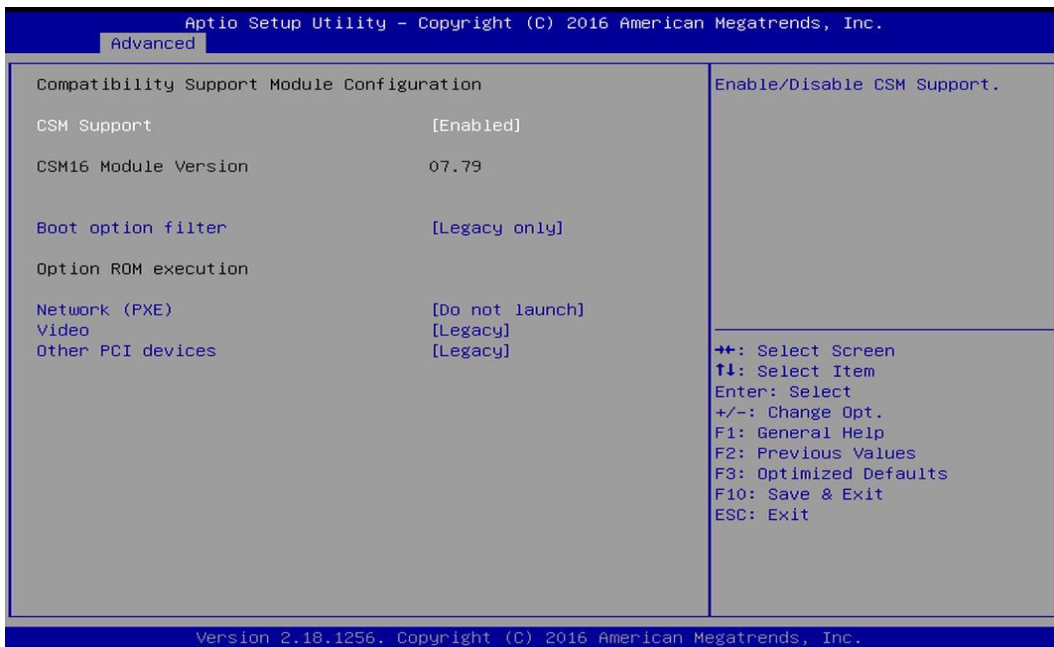 Aptio Setup Utility – Copyright (C) 2016 American Megatrends, Inc.
Advanced
Compatibility Support Module Configuration
CSM Support [Enabled]
CSM16 Module Version 07.79
Boot option filter [Legacy only]
Option ROM execution
Network (PXE) [Do not launch]
Video [Legacy]
Other PCI devices [Legacy]
Enable/Disable CSM Support.
→←: Select Screen
↑↓: Select Item
Enter: Select
+/-: Change Opt.
F1: General Help
F2: Previous Values
F3: Optimized Defaults
F10: Save & Exit
ESC: Exit
Version 2.18.1256. Copyright (C) 2016 American Megatrends, Inc.